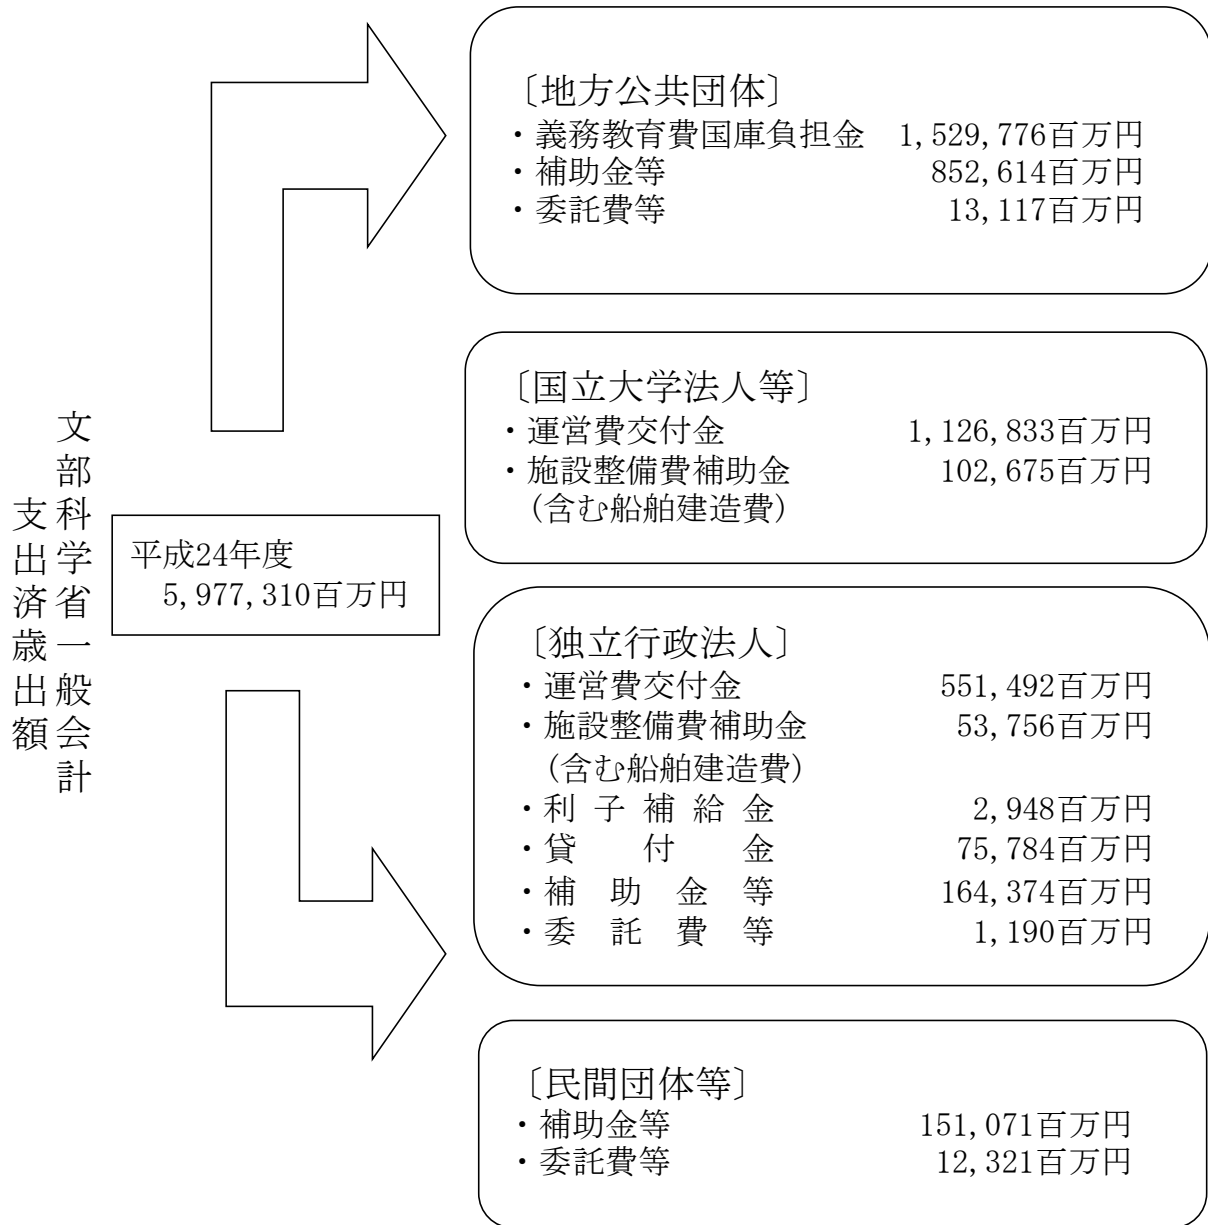 文部科学省一般会計
支出済歳出額
平成24年度
5,977,310百万円
〔地方公共団体〕
・義務教育費国庫負担金 1,529,776百万円
・補助金等 852,614百万円
・委託費等 13,117百万円
〔国立大学法人等〕
・運営費交付金 1,126,833百万円
・施設整備費補助金 102,675百万円
(含む船舶建造費)
〔独立行政法人〕
・運営費交付金 551,492百万円
・施設整備費補助金 53,756百万円
(含む船舶建造費)
・利子補給金 2,948百万円
・貸付金 75,784百万円
・補助金等 164,374百万円
・委託費等 1,190百万円
〔民間団体等〕
・補助金等 151,071百万円
・委託費等 12,321百万円